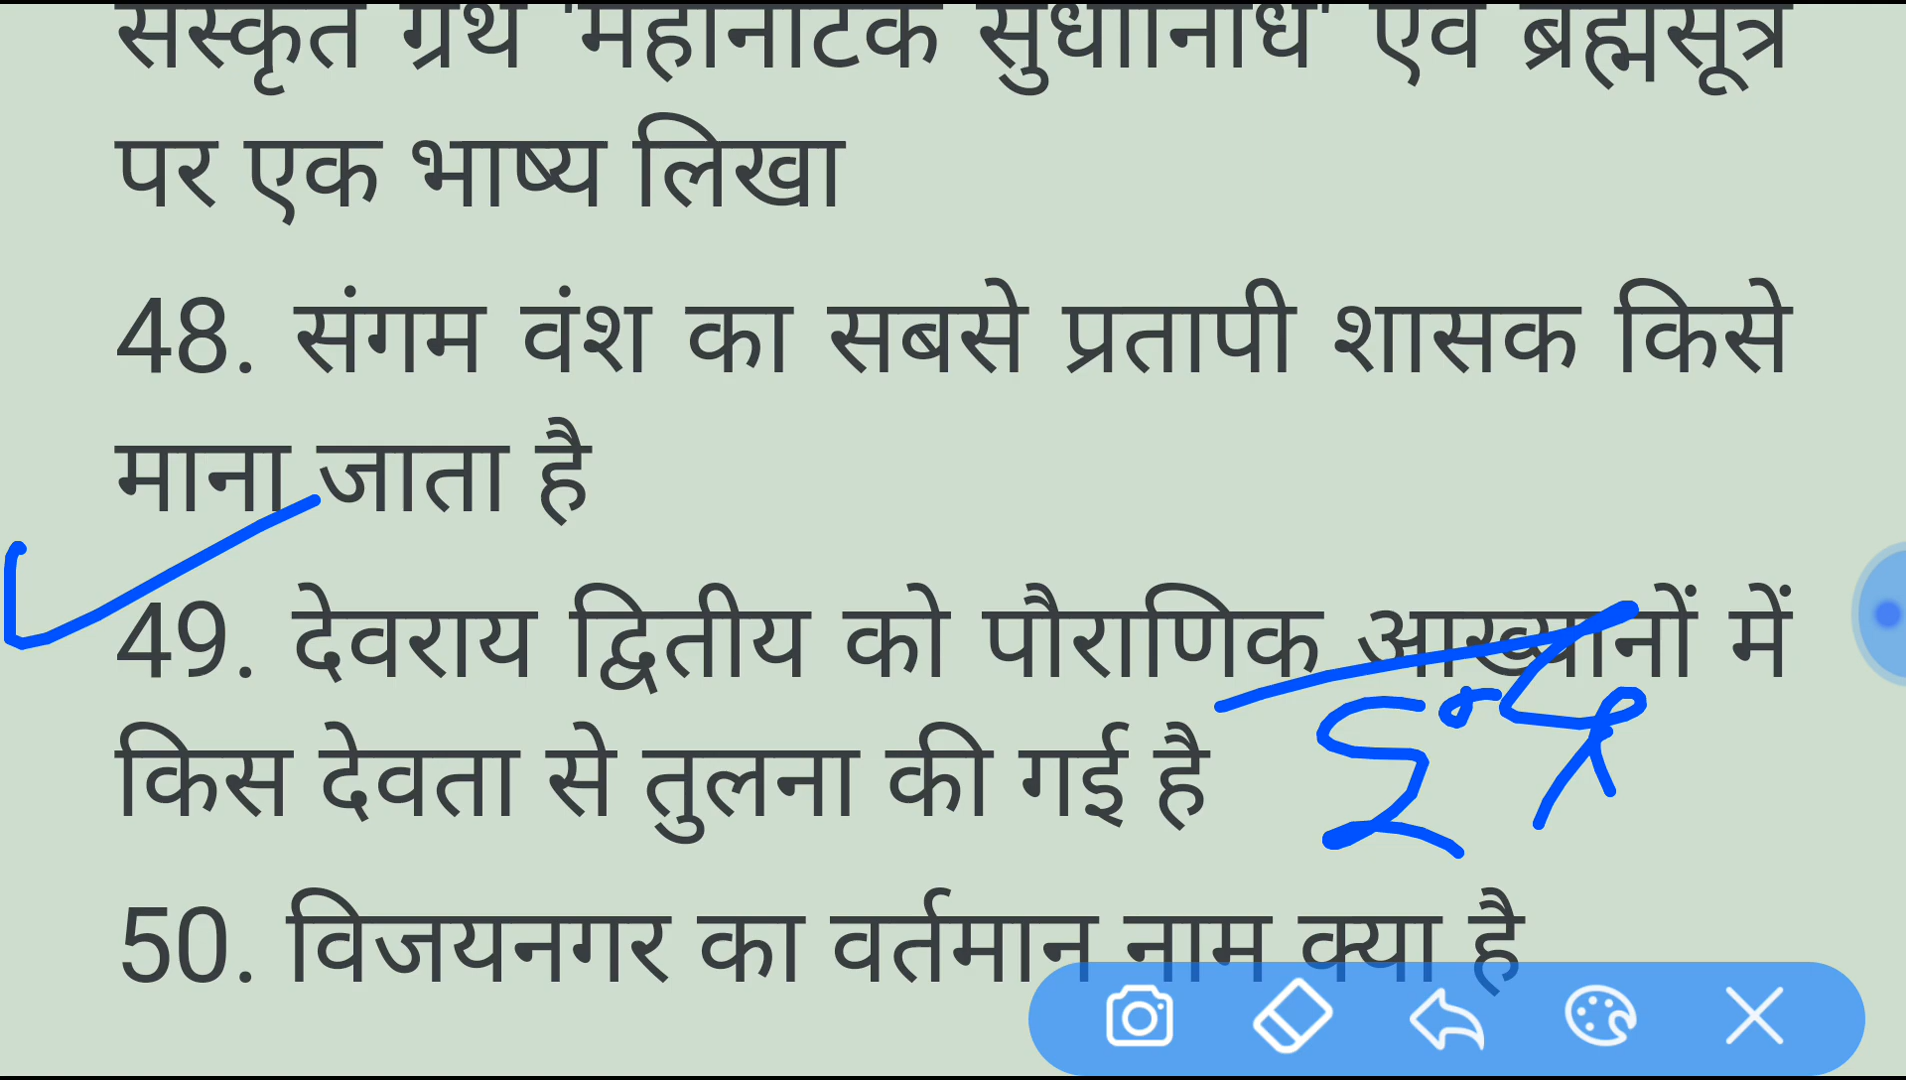 संस्कृत ग्रंथ 'महानाटक सुधानिधि' एवं ब्रह्मसूत्र
पर एक भाष्य लिखा
48. संगम वंश का सबसे प्रतापी शासक किसे
माना जाता है
49. देवराय द्वितीय को पौराणिक आख्यानों में
किस देवता से तुलना की गई है
50. विजयनगर का वर्तमान नाम क्या है